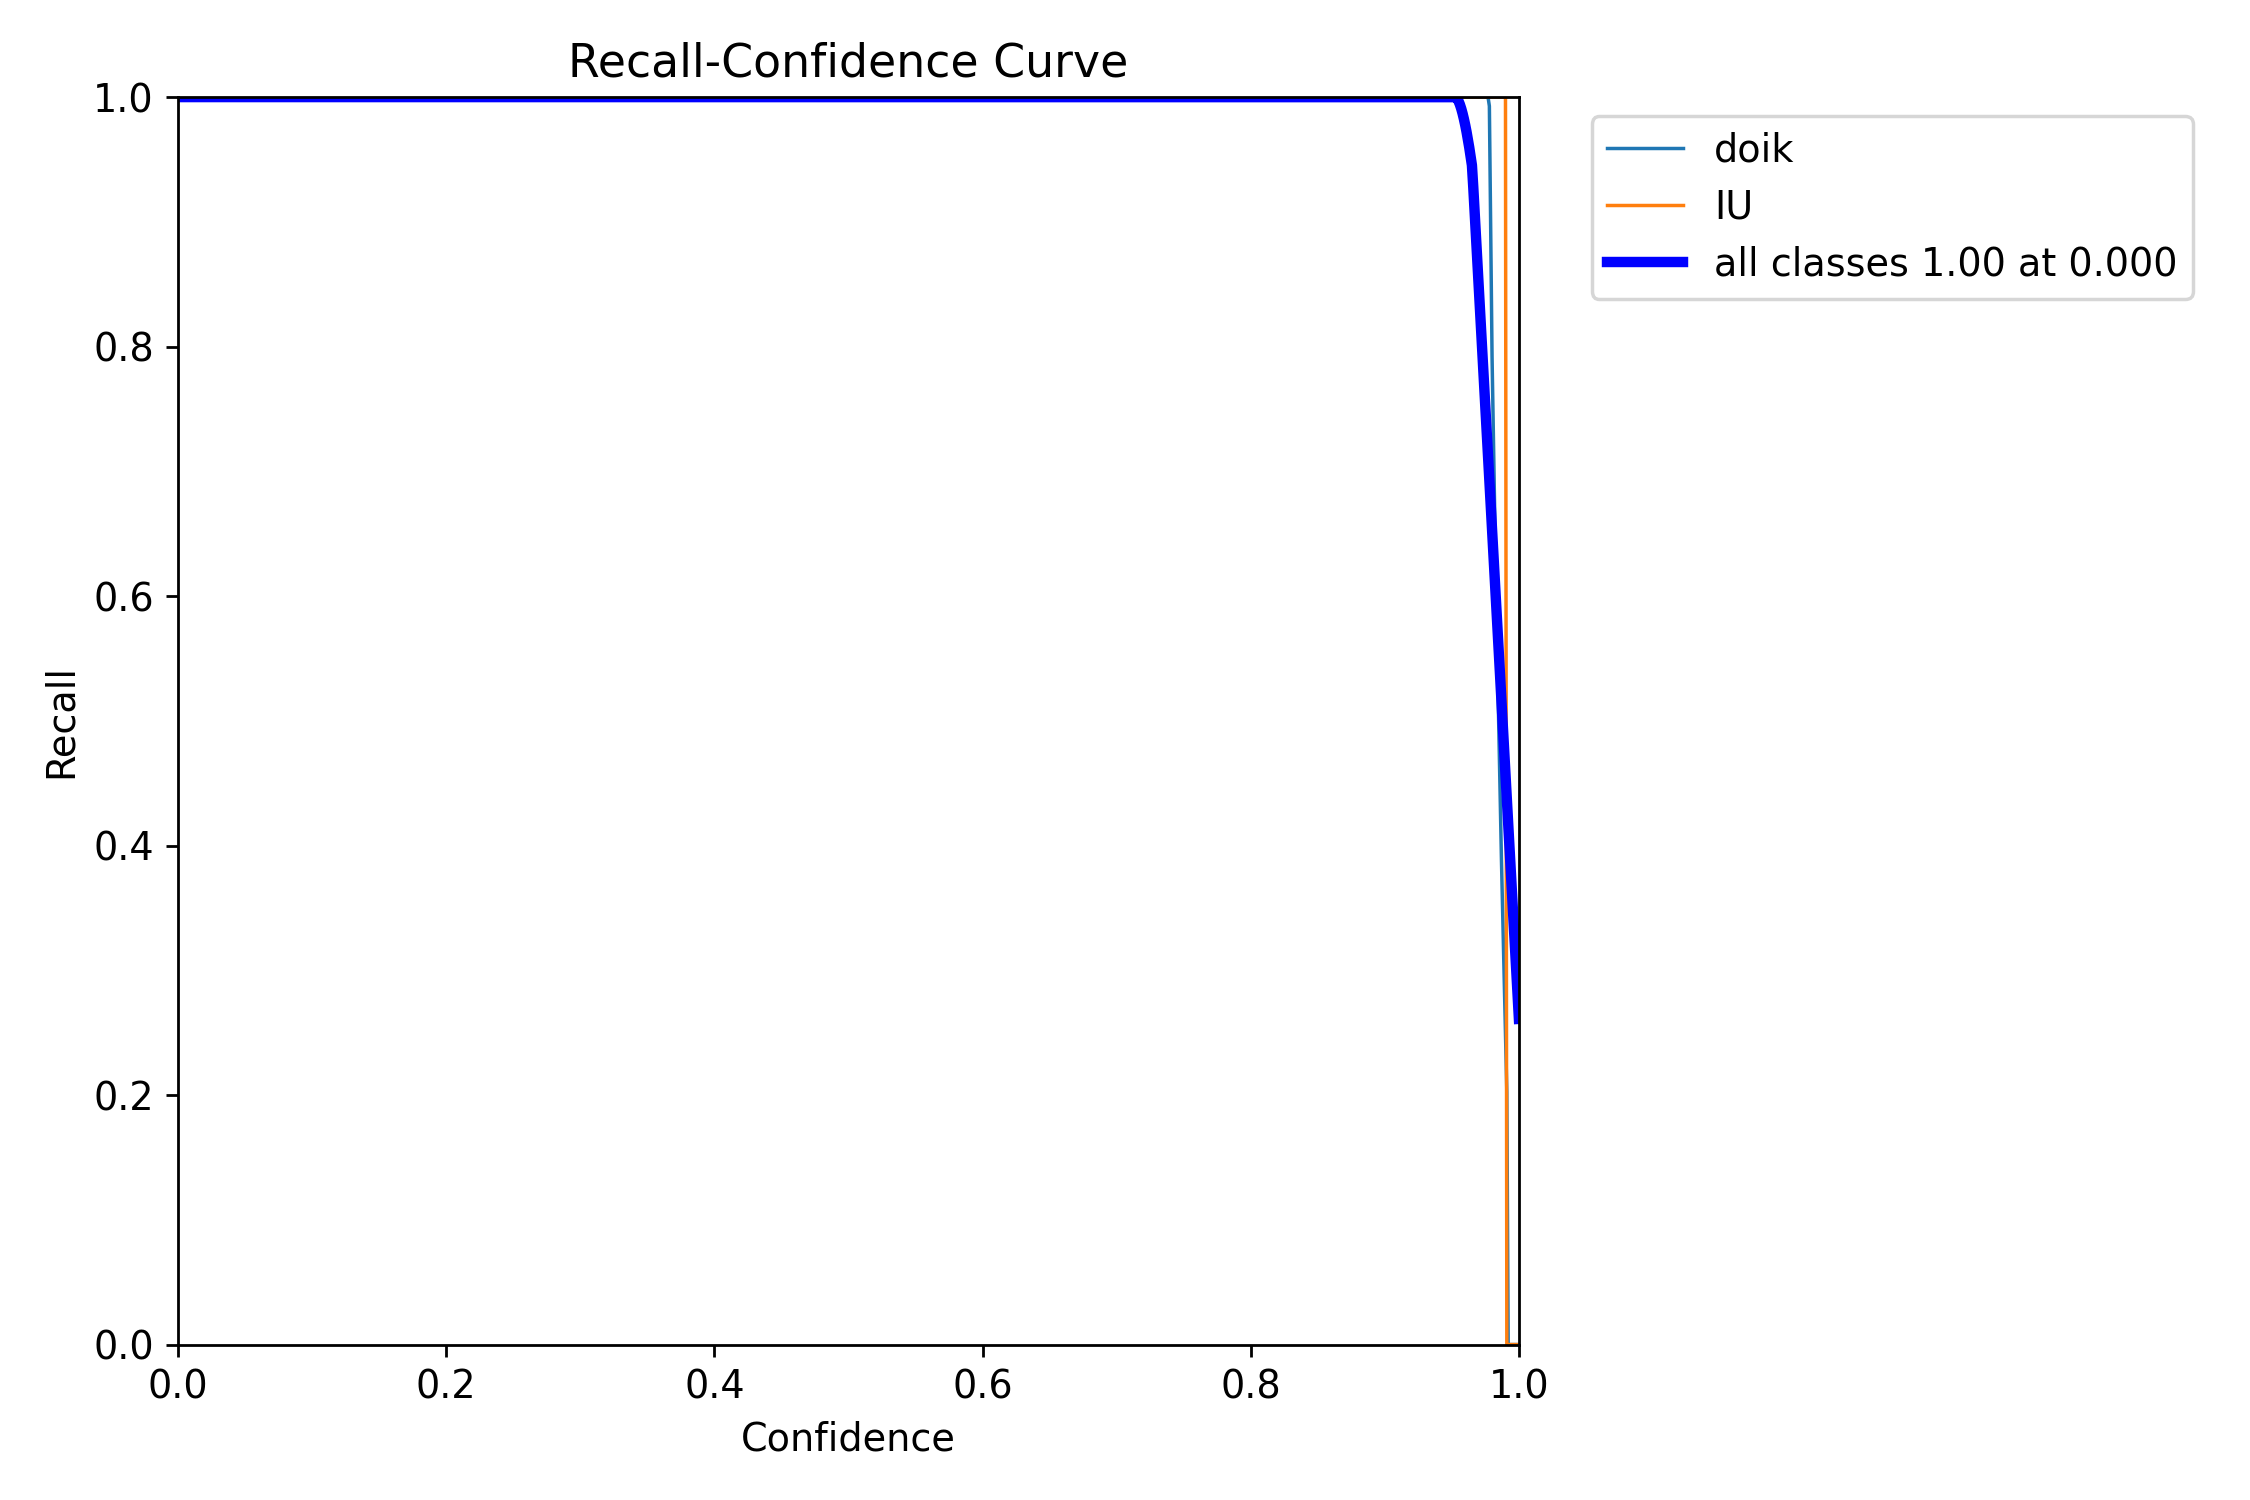 Recall-Confidence Curve
1.0
0.8
0.6
0.4
0.2
0.0
Recall
0.0 0.2 0.4 0.6 0.8 1.0
Confidence
doik
IU
all classes 1.00 at 0.000